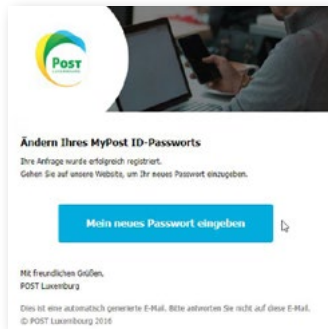 POST
LUXEMBOURG
Ändern Ihres MyPost ID-Passworts
Ihre Anfrage wurde erfolgreich registriert.
Gehen Sie auf unsere Website, um Ihr neues Passwort einzugeben.
Mein neues Passwort eingeben
Mit freundlichen Grüßen,
POST Luxemburg
Dies ist eine automatisch generierte E-Mail. Bitte antworten Sie nicht auf diese E-Mail.
© POST Luxembourg 2016